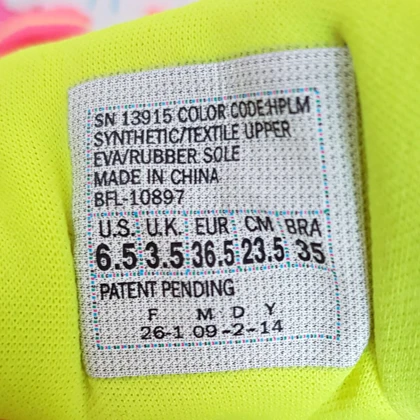 SN 13915 COLOR CODE:HPLM
SYNTHETIC/TEXTILE UPPER
EVA/RUBBER SOLE
MADE IN CHINA
BFL-10897
U.S. U.K. EUR CM BRA
6.5 3.5 36.5 23.5 35
PATENT PENDING
F M D Y
26-1 09-2-14